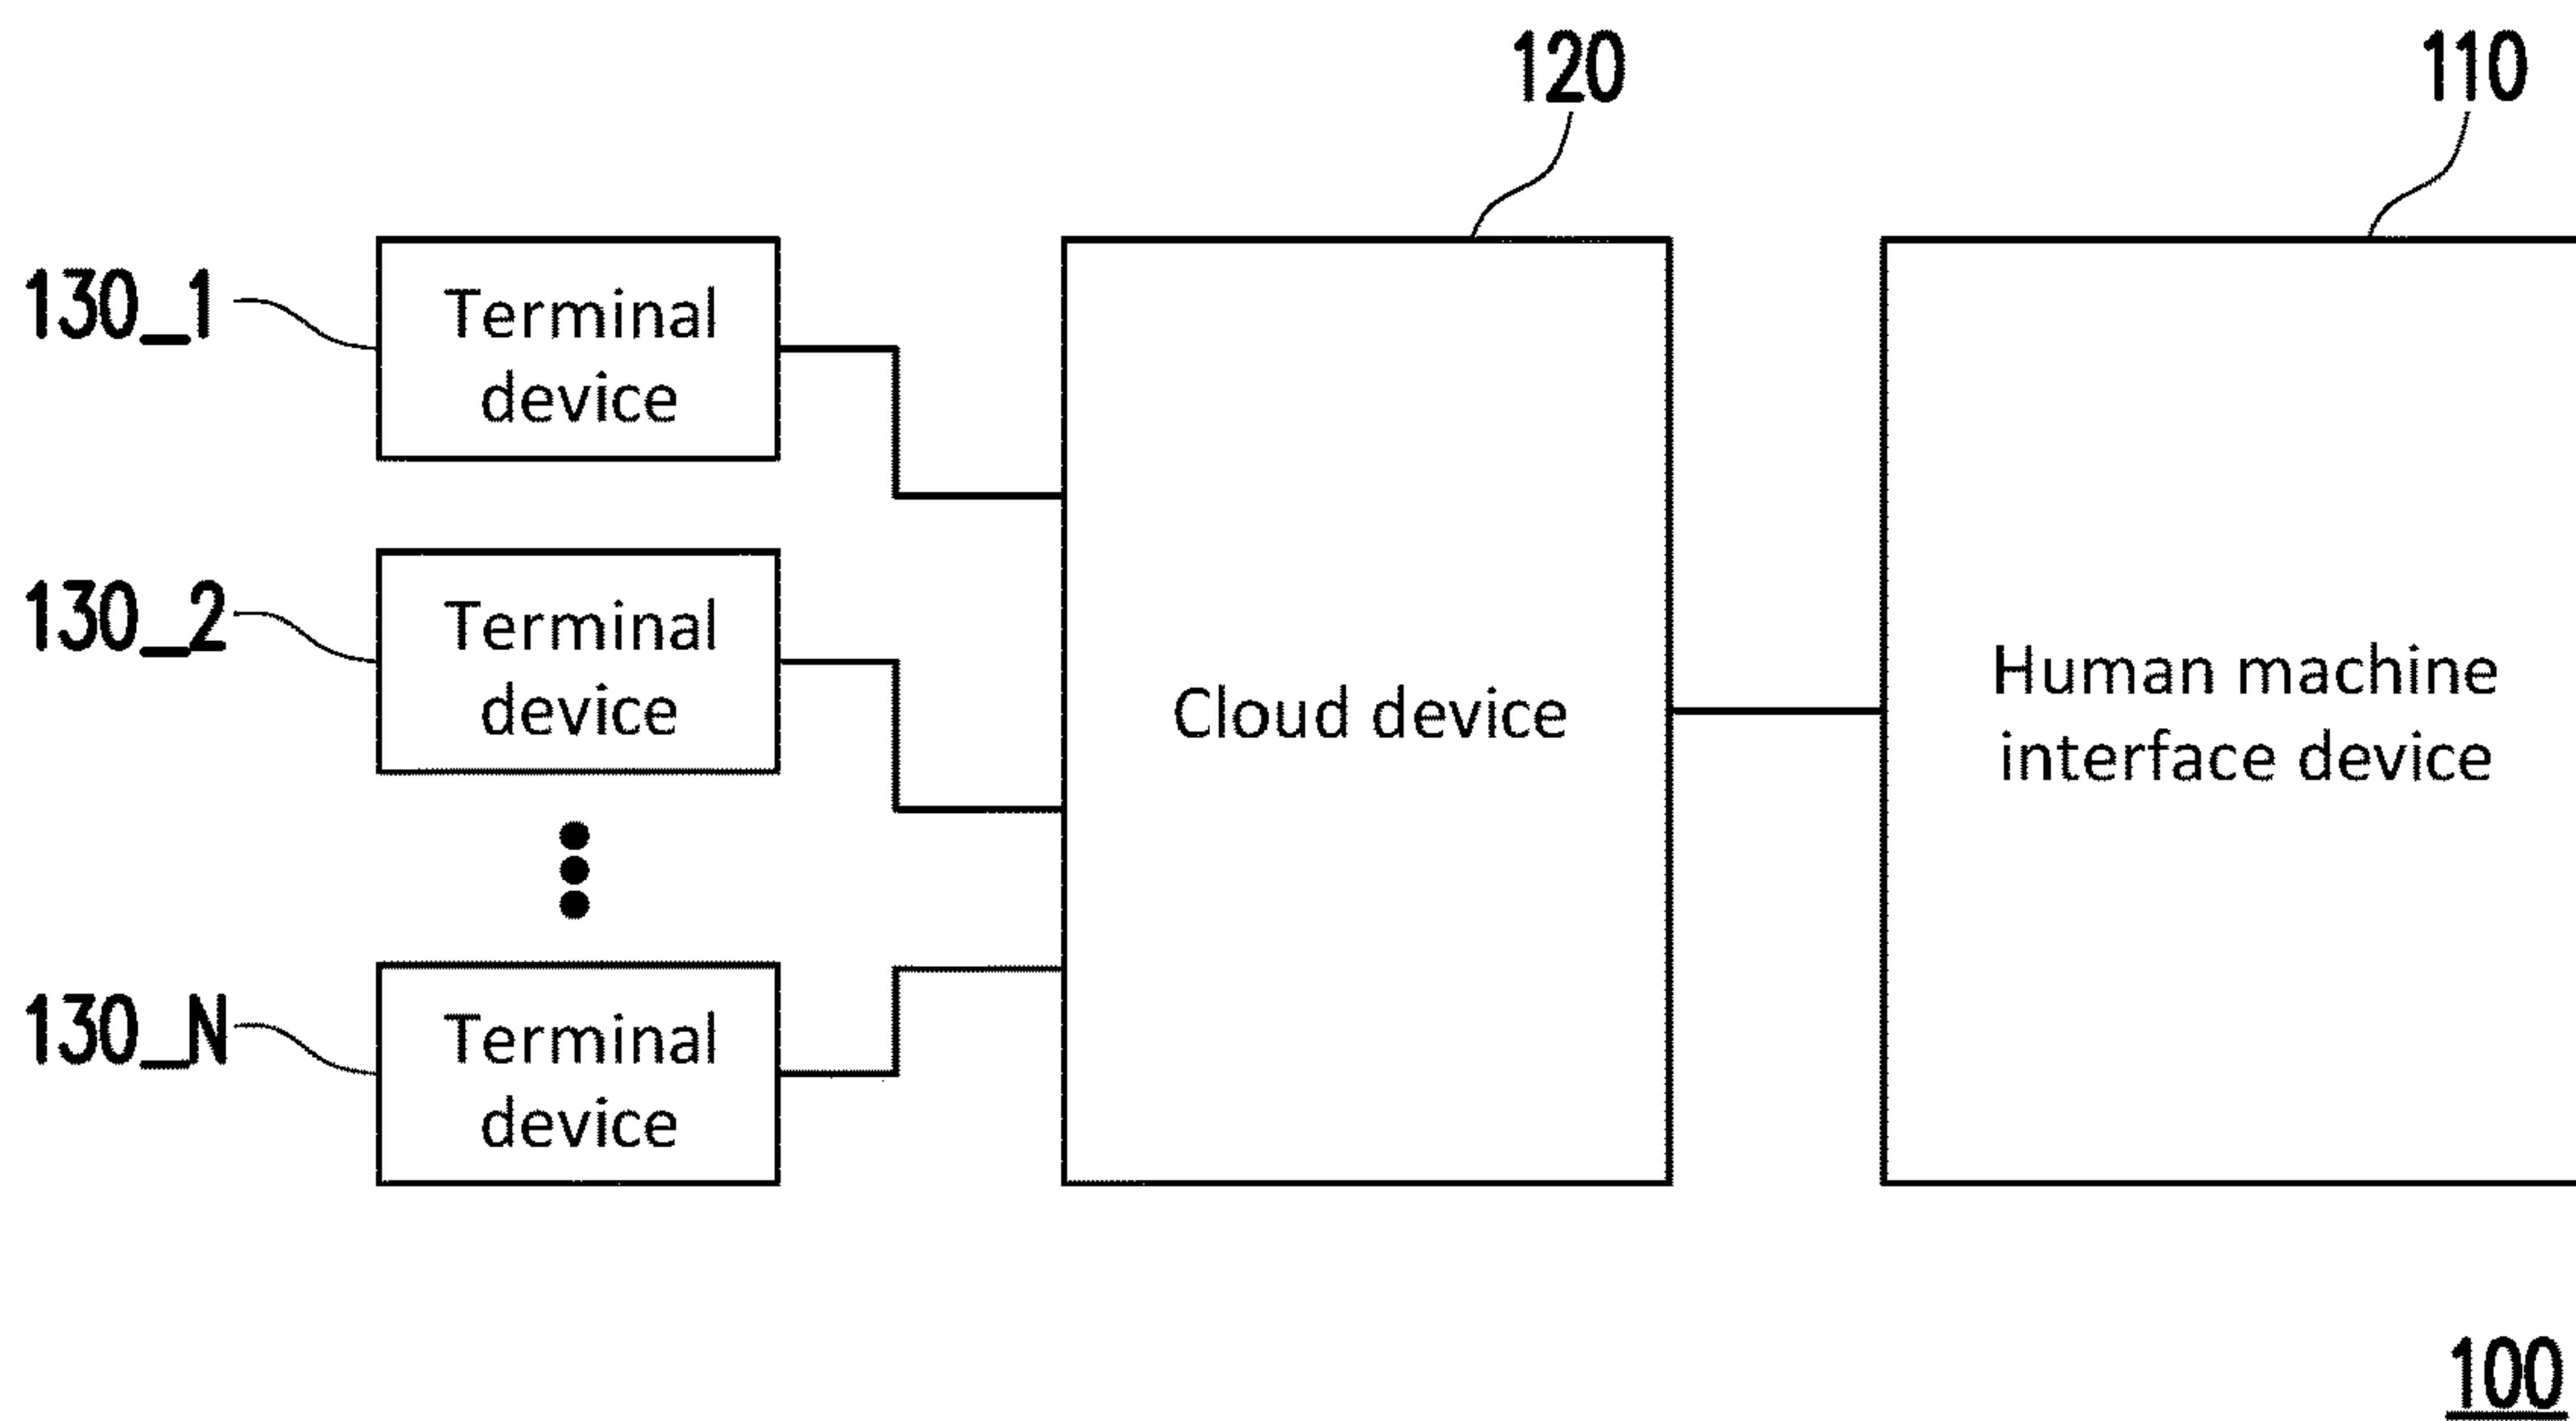 120
110
130_1
Terminal
device
130_2
Terminal
device
Cloud device
Human machine
interface device
130_N
Terminal
device
100